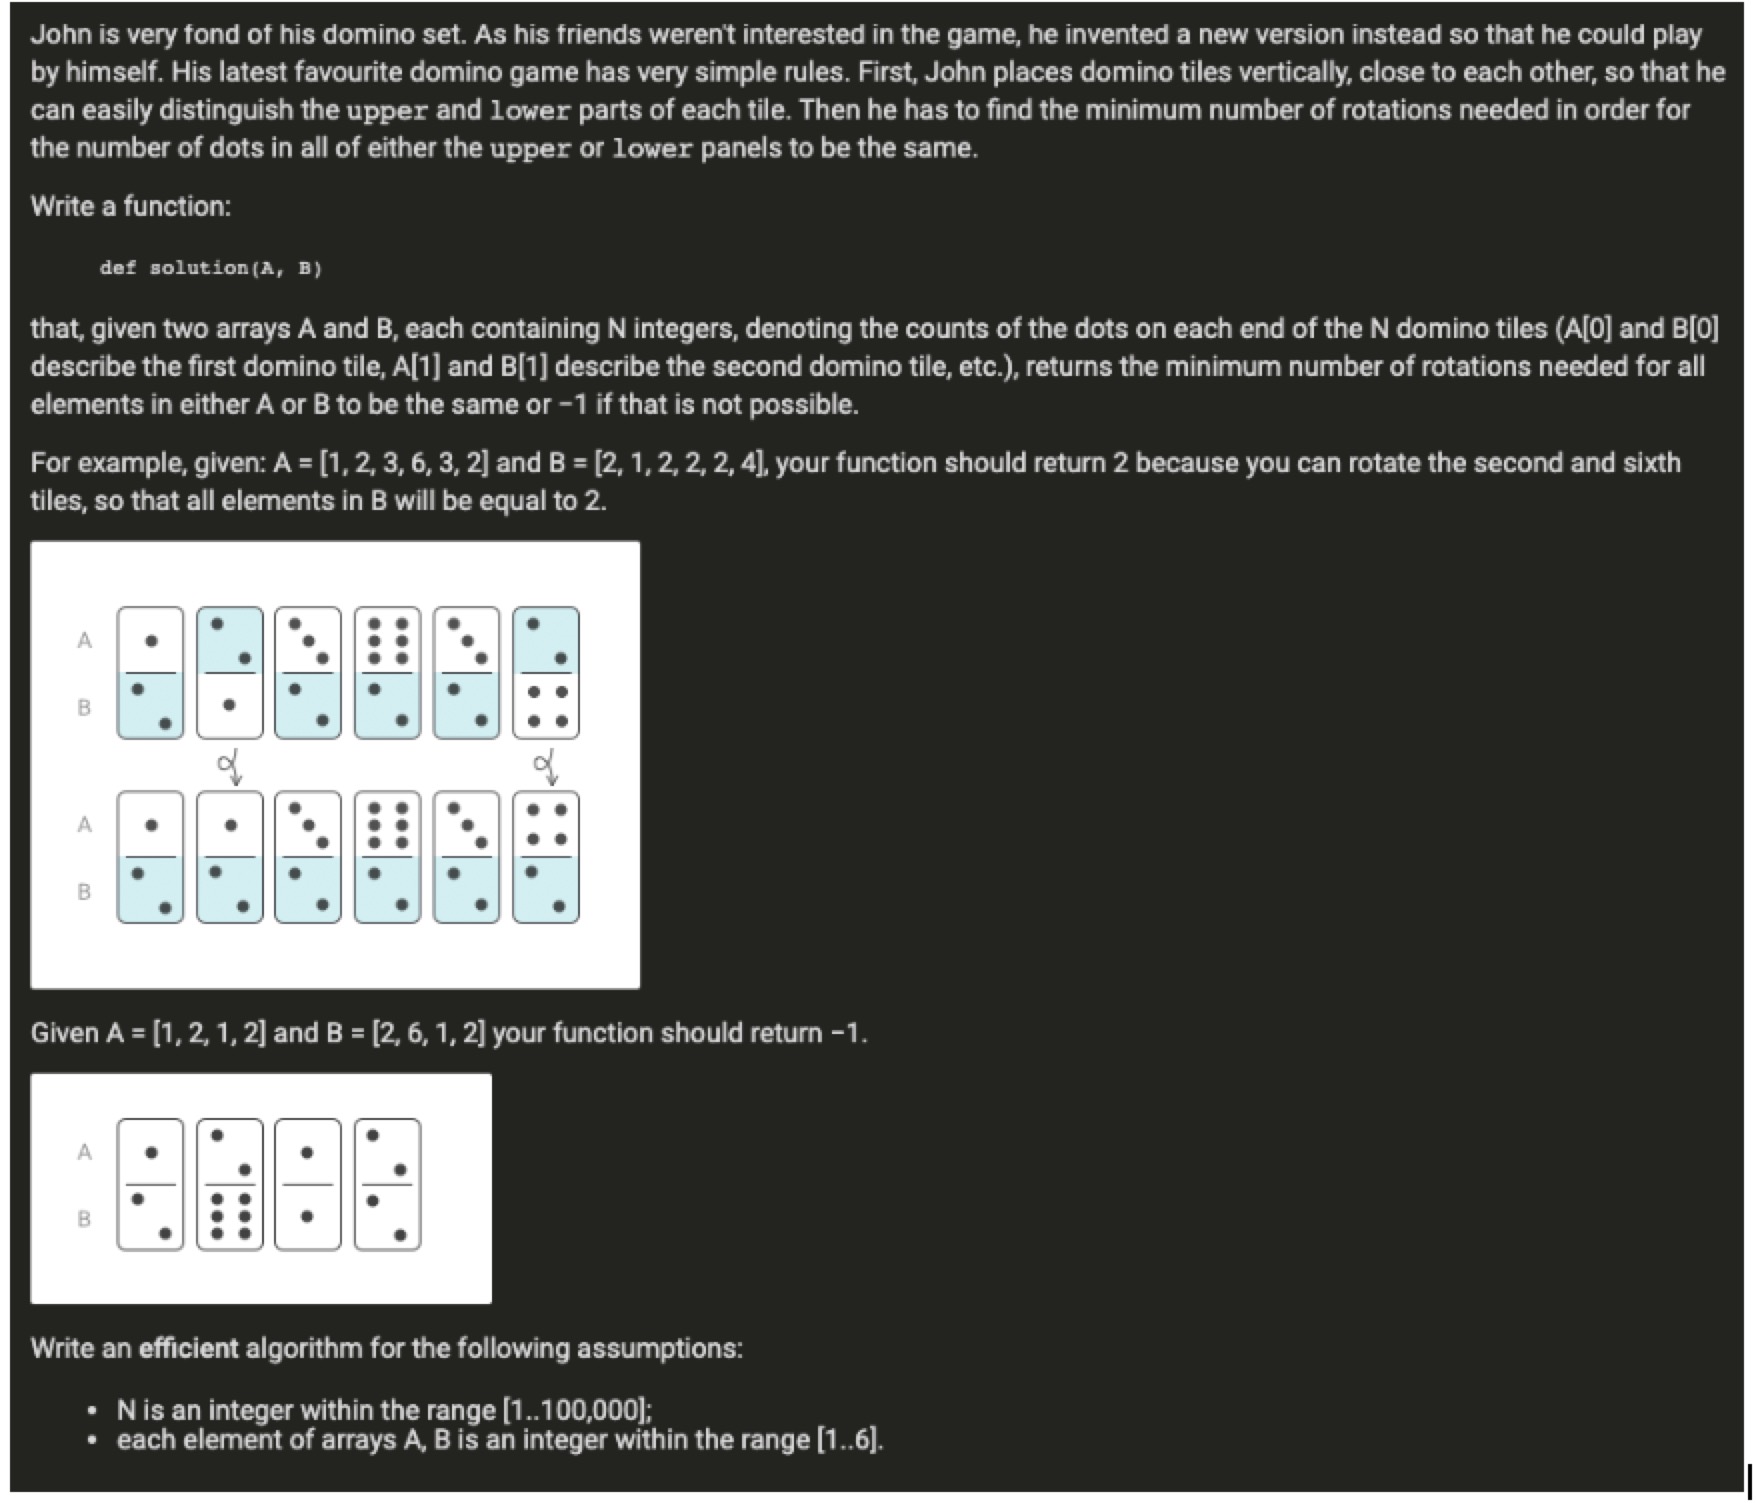 John is very fond of his domino set. As his friends weren't interested in the game, he invented a new version instead so that he could play
by himself. His latest favourite domino game has very simple rules. First, John places domino tiles vertically, close to each other, so that he
can easily distinguish the upper and lower parts of each tile. Then he has to find the minimum number of rotations needed in order for
the number of dots in all of either the upper or lower panels to be the same.
Write a function:
def solution(A, B)
that, given two arrays A and B, each containing N integers, denoting the counts of the dots on each end of the N domino tiles (A[0] and B[0]
describe the first domino tile, A[1] and B[1] describe the second domino tile, etc.), returns the minimum number of rotations needed for all
elements in either A or B to be the same or −1 if that is not possible.
For example, given: A = [1, 2, 3, 6, 3, 2] and B = [2, 1, 2, 2, 2, 4], your function should return 2 because you can rotate the second and sixth
tiles, so that all elements in B will be equal to 2.
A
B
A
B
Given A = [1, 2, 1, 2] and B = [2, 6, 1, 2] your function should return −1.
A
B
Write an efficient algorithm for the following assumptions:
• N is an integer within the range [1..100,000];
• each element of arrays A, B is an integer within the range [1..6].